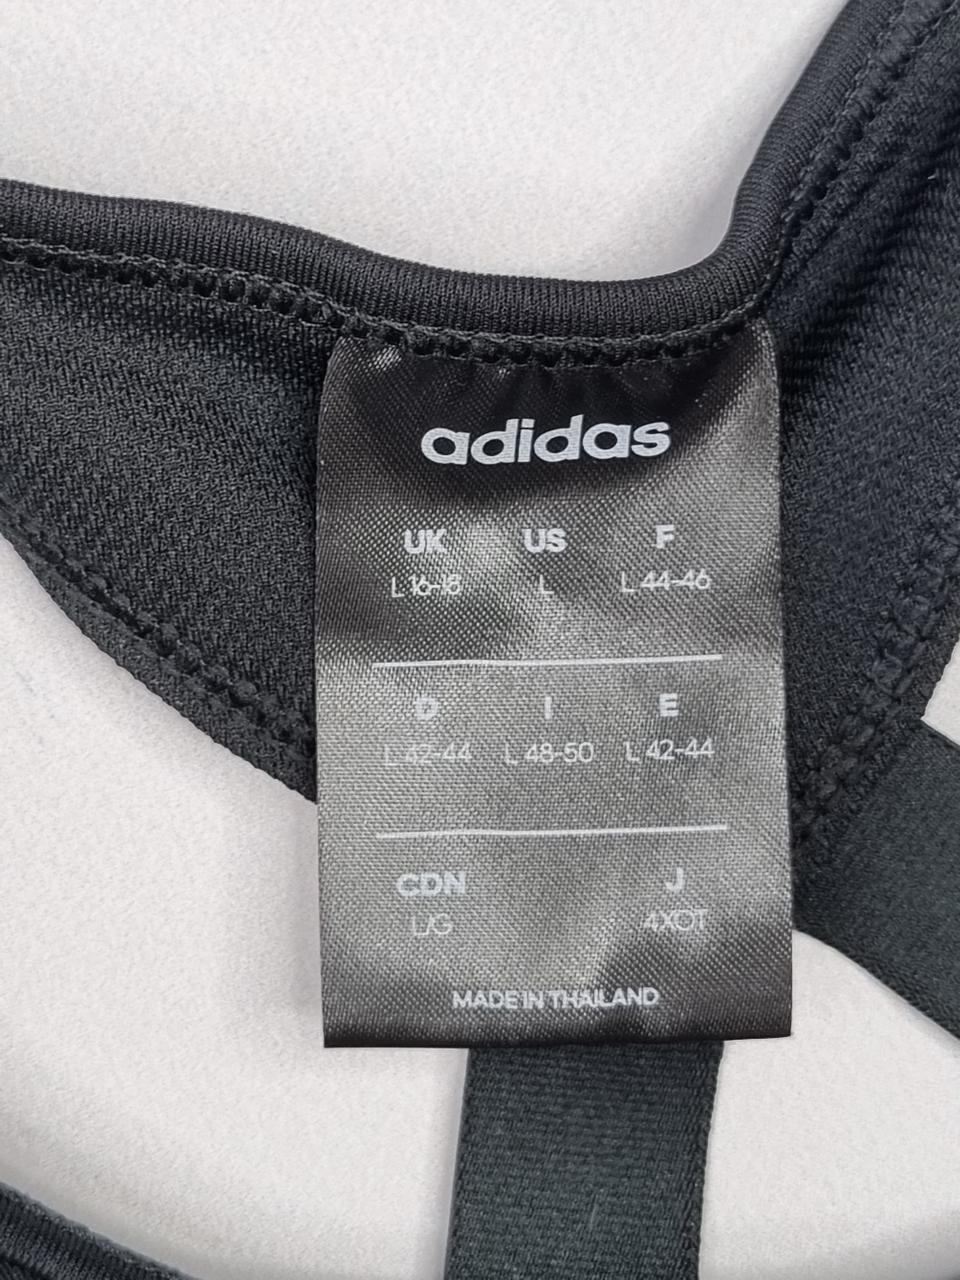 adidas
UK US F
L 16-18 L L 44-46
D I E
L 42-44 L 48-50 L 42-44
CDN J
L/G 4XOT
MADE IN THAILAND